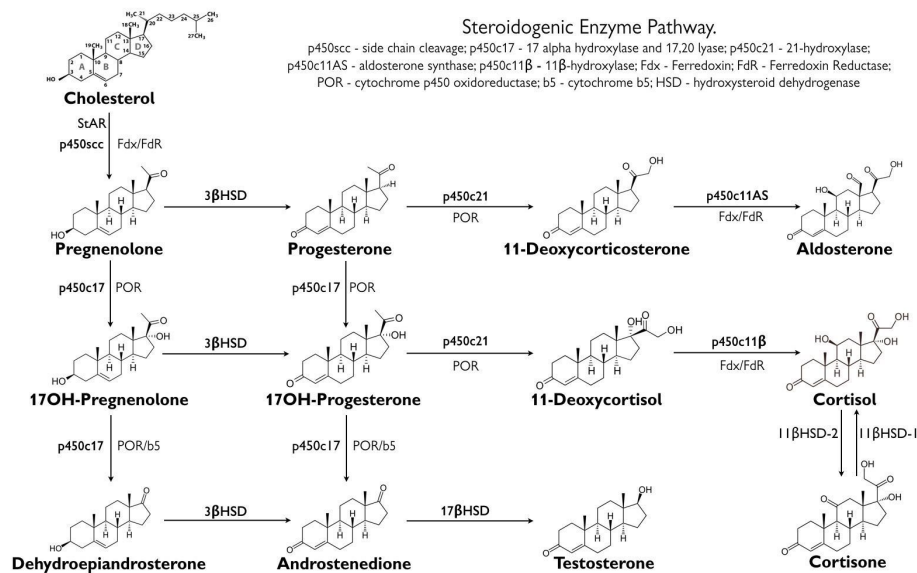 Steroidogenic Enzyme Pathway.
p450scc - side chain cleavage; p450c17 - 17 alpha hydroxylase and 17,20 lyase; p450c21 - 21-hydroxylase;
p450c11AS - aldosterone synthase; p450c11β - 11β-hydroxylase; Fdx - Ferredoxin; FdR - Ferredoxin Reductase;
POR - cytochrome p450 oxidoreductase; b5 - cytochrome b5; HSD - hydroxysteroid dehydrogenase
Cholesterol
StAR
p450scc Fdx/FdR
3βHSD
p450c21
POR
p450c11AS
Fdx/FdR
Pregnenolone
Progesterone
11-Deoxycorticosterone
Aldosterone
p450c17 POR
p450c17 POR
3βHSD
p450c21
POR
p450c11β
Fdx/FdR
17OH-Pregnenolone
17OH-Progesterone
11-Deoxycortisol
Cortisol
p450c17 POR/b5
p450c17 POR/b5
11βHSD-2
11βHSD-1
3βHSD
17βHSD
Dehydroepiandrosterone
Androstenedione
Testosterone
Cortisone